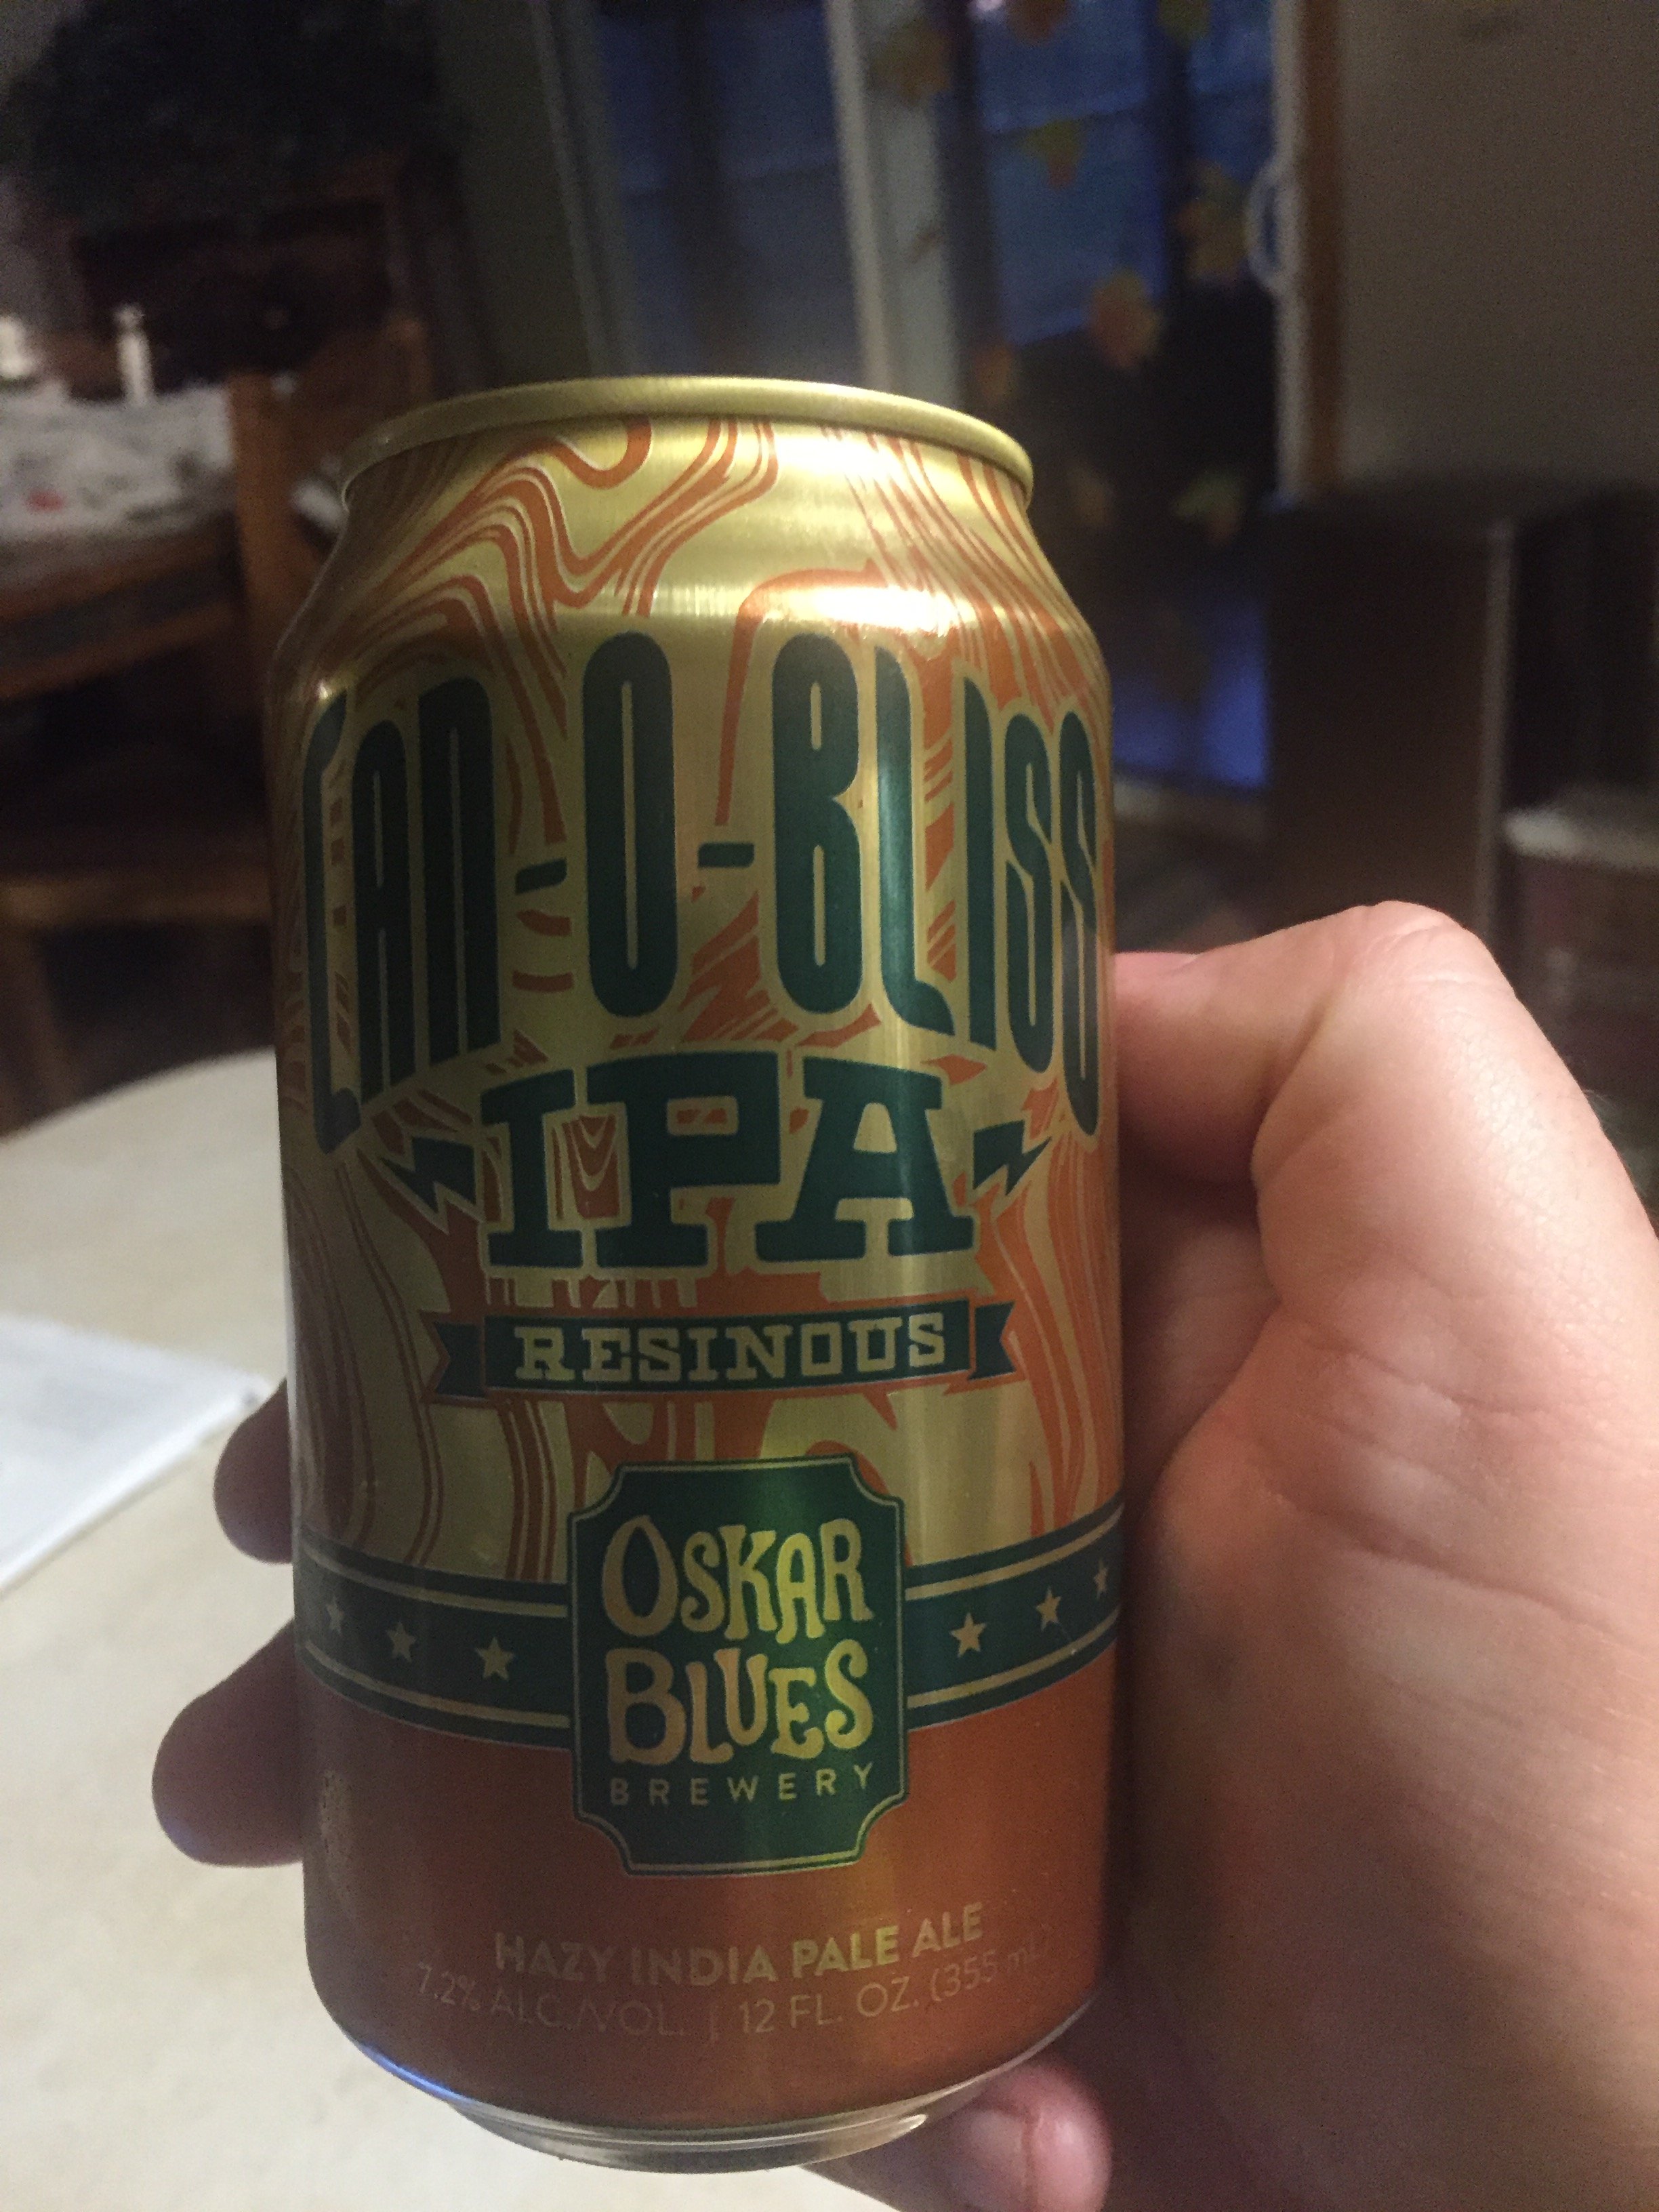 CAN-O-BLISS
IPA
RESINOUS
OSKAR
BLUES
BREWERY
HAZY INDIA PALE ALE
7.2% ALC./VOL. | 12 FL. OZ. (355 ml)